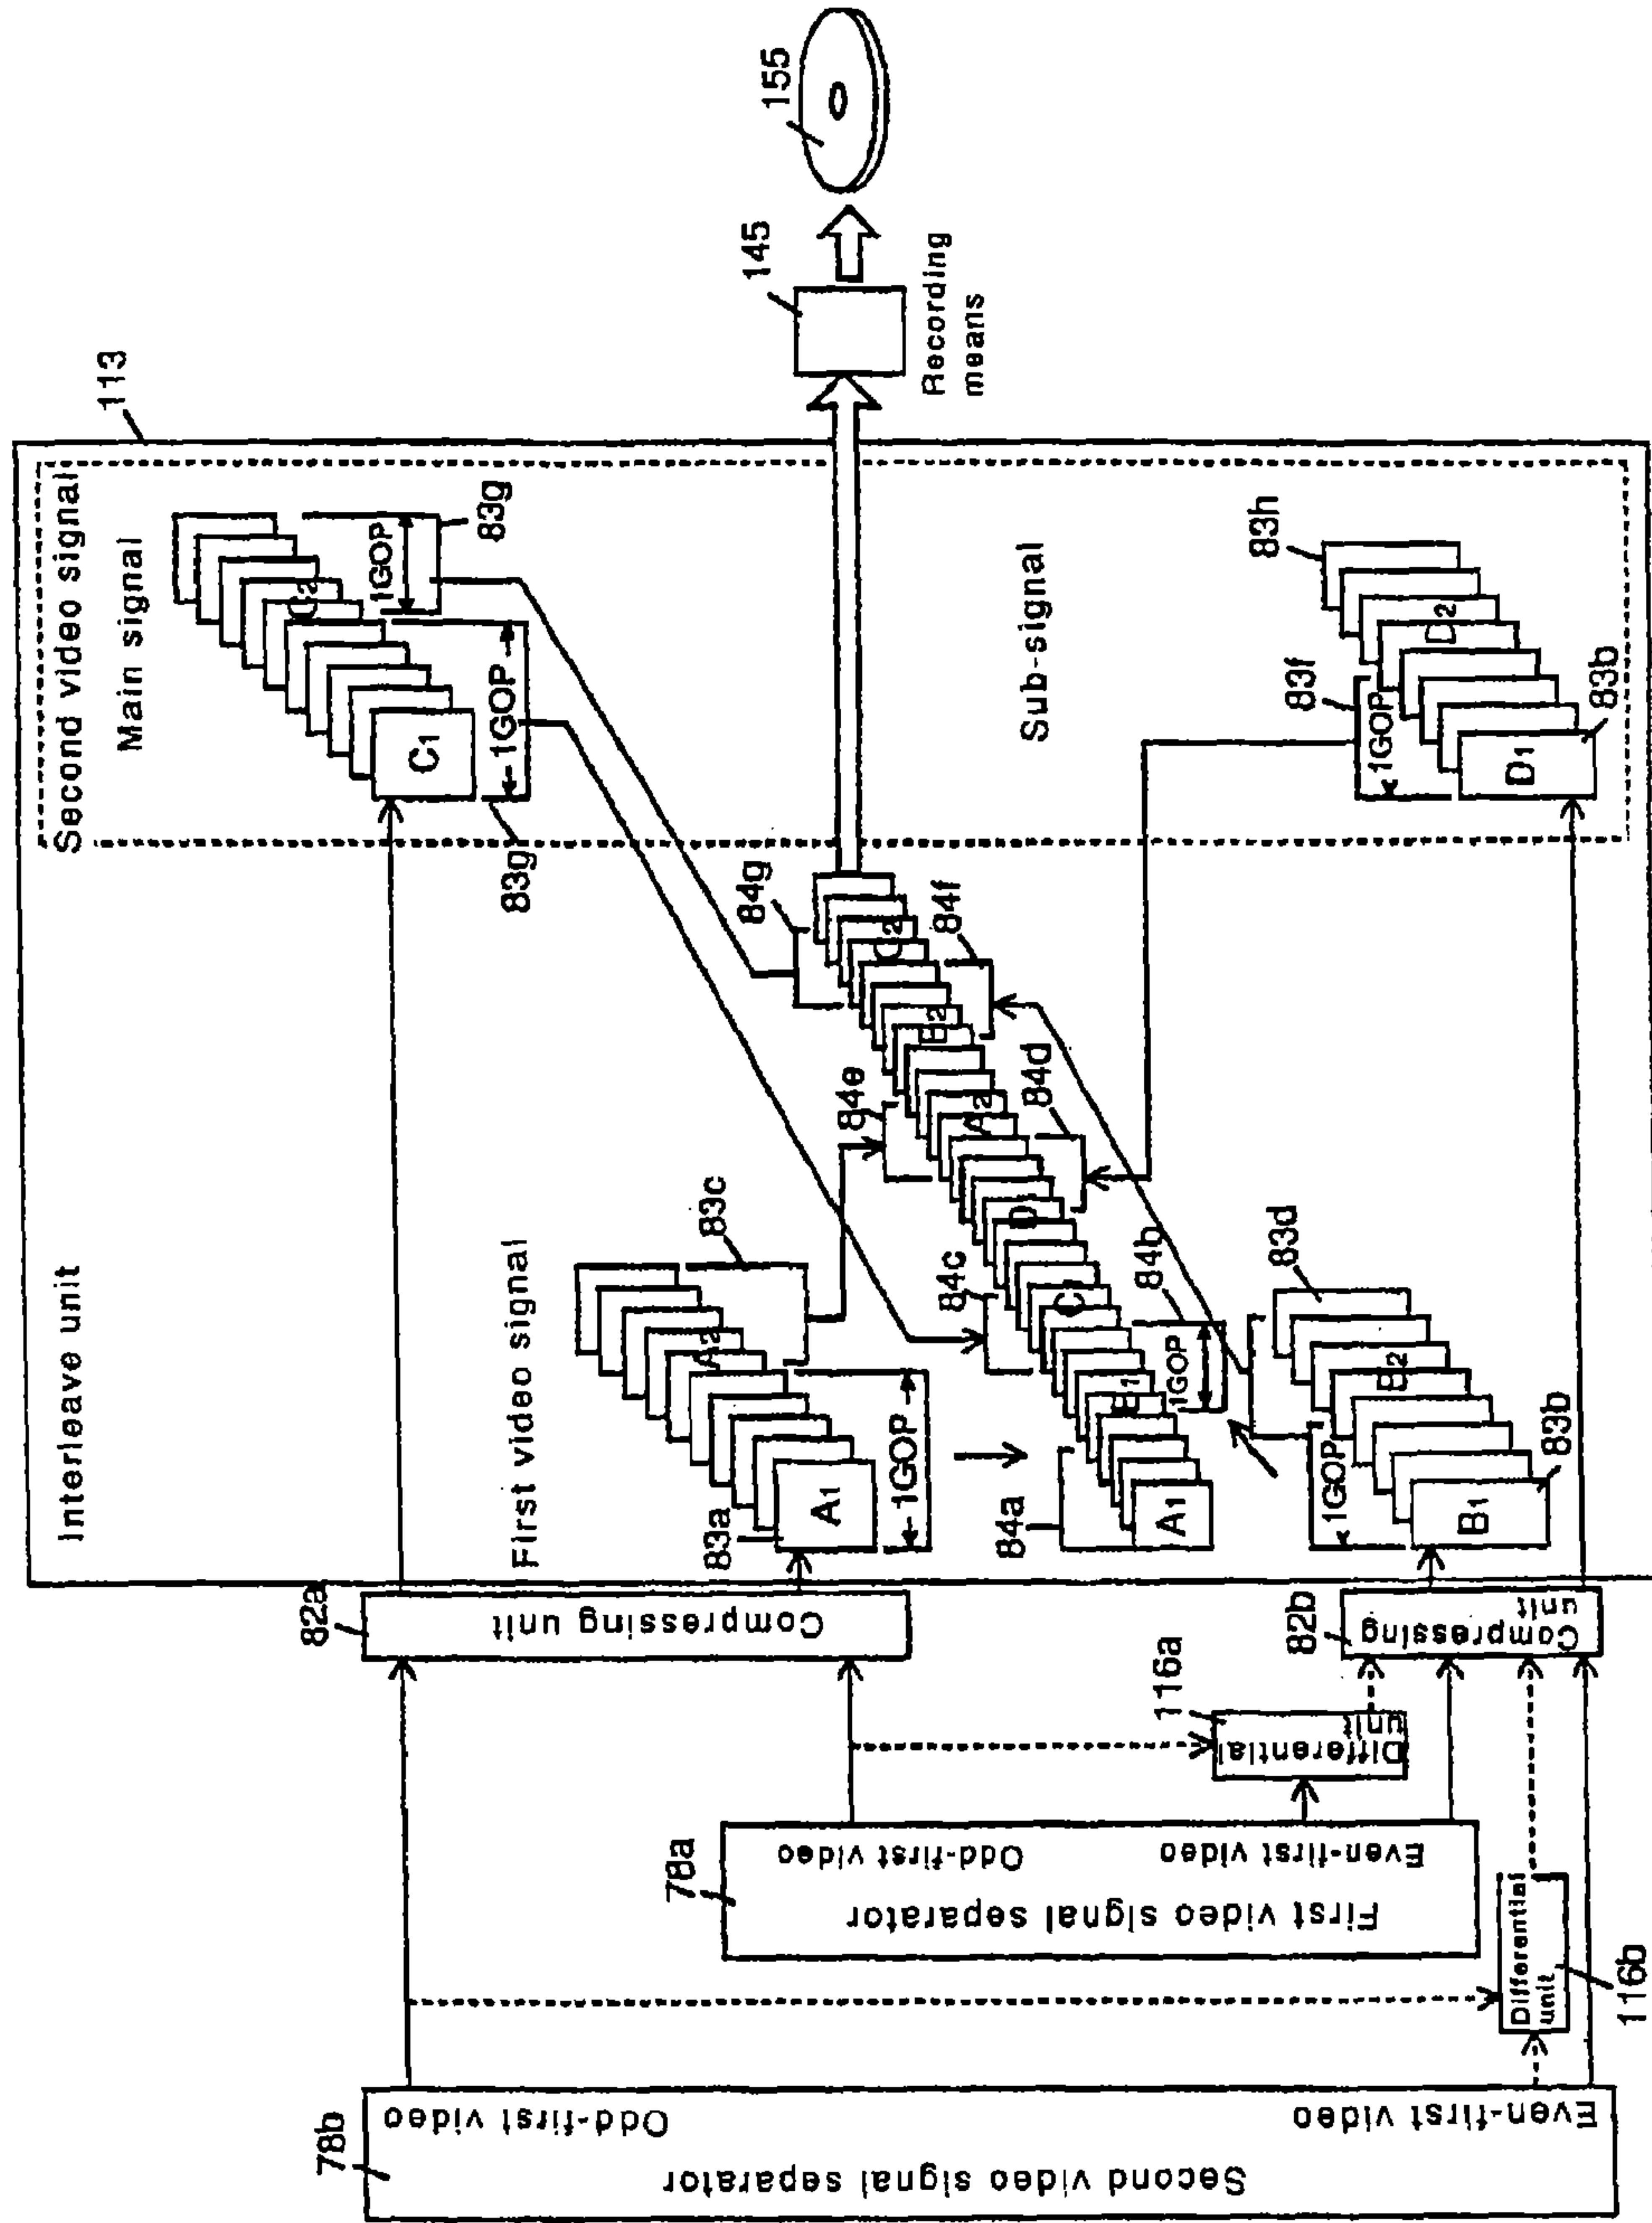 Interleave unit
113
Second video signal
Main signal
C1
C2
1GOP
83g
1GOP
83g
First video signal
83a
A1
A2
1GOP
83c
84a
A1
84b
B1
1GOP
84c
C
84d
D
84e
A2
84f
B2
84g
C2
1GOP
B1
83b
B2
83d
Sub-signal
1GOP
83f
D1
83b
D2
83h
145
Recording
means
155
82a
Compressing unit
82b
Compressing
unit
116a
Differential
unit
78a
Odd-first video
Even-first video
First video signal separator
Differential
unit
116b
78b
Odd-first video
Even-first video
Second video signal separator